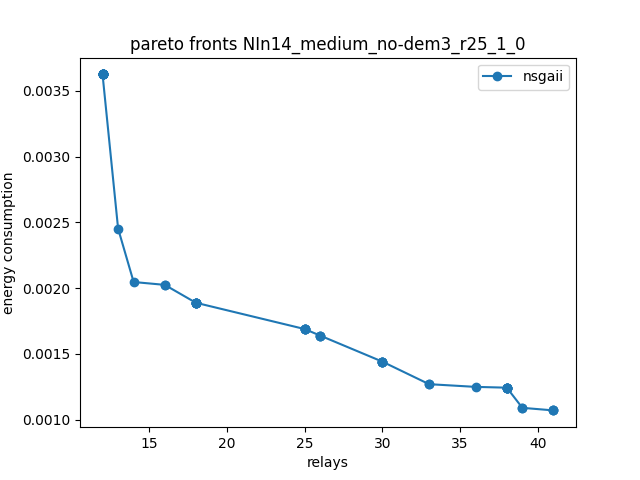 pareto fronts NIn14_medium_no-dem3_r25_1_0
nsgaii
energy consumption
0.0035
0.0030
0.0025
0.0020
0.0015
0.0010
15 20 25 30 35 40
relays